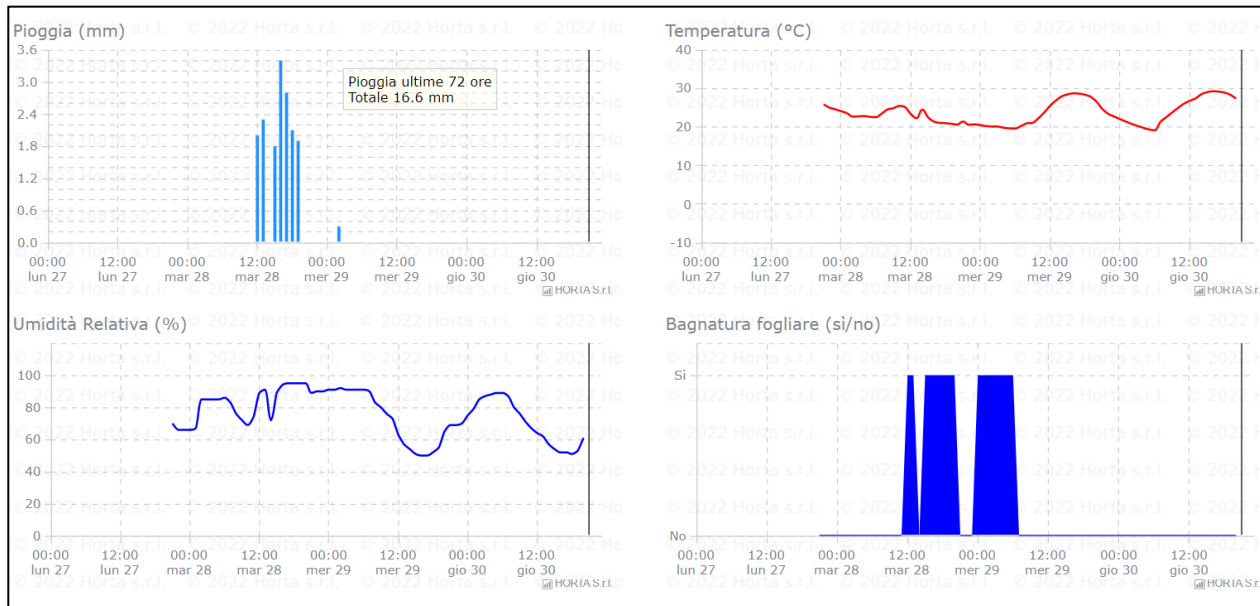 Pioggia (mm)
3.6
3.0
2.4
1.8
1.2
0.6
0.0
Pioggia ultime 72 ore
Totale 16.6 mm
00:00 12:00 00:00 12:00 00:00 12:00 00:00 12:00
lun 27 lun 27 mar 28 mar 28 mer 29 mer 29 gio 30 gio 30
HORTA S.r.l.
Temperatura (°C)
40
30
20
10
0
-10
00:00 12:00 00:00 12:00 00:00 12:00 00:00 12:00
lun 27 lun 27 mar 28 mar 28 mer 29 mer 29 gio 30 gio 30
HORTA S.r.l.
Umidità Relativa (%)
100
80
60
40
20
0
00:00 12:00 00:00 12:00 00:00 12:00 00:00 12:00
lun 27 lun 27 mar 28 mar 28 mer 29 mer 29 gio 30 gio 30
HORTA S.r.l.
Bagnatura fogliare (sì/no)
Sì
No
00:00 12:00 00:00 12:00 00:00 12:00 00:00 12:00
lun 27 lun 27 mar 28 mar 28 mer 29 mer 29 gio 30 gio 30
HORTA S.r.l.
© 2022 Horta s.r.l.